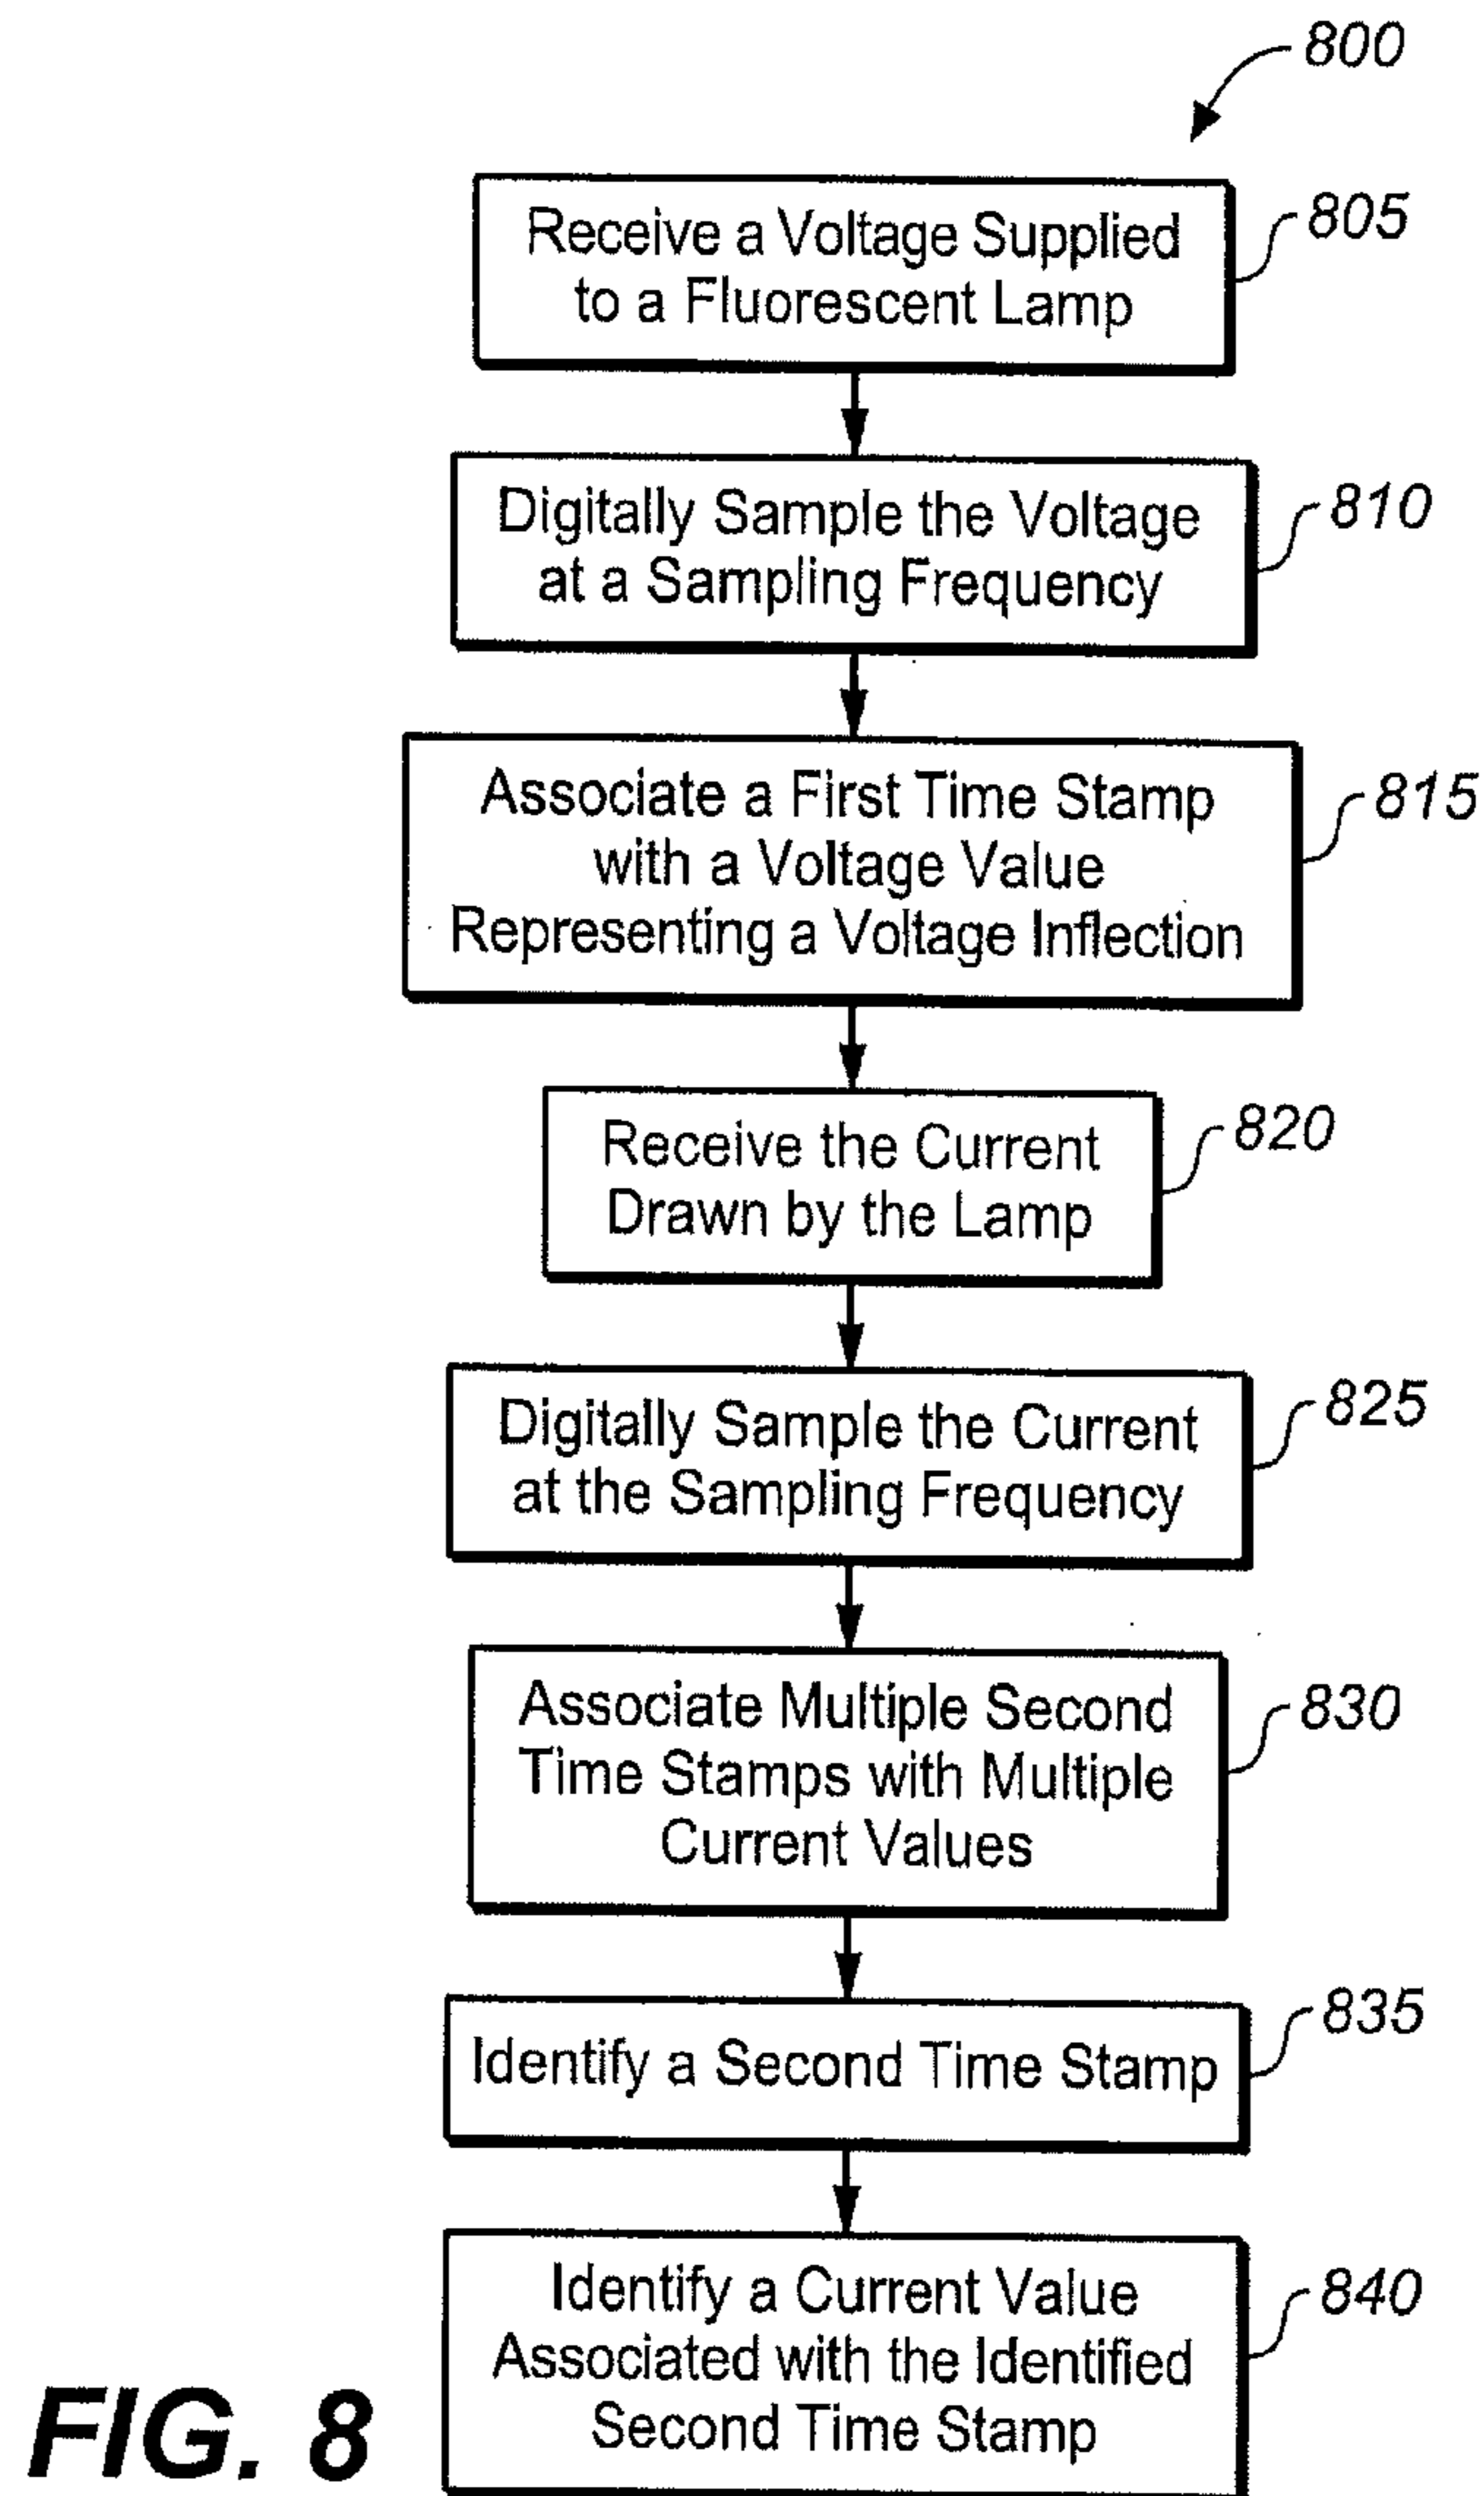 800
Receive a Voltage Supplied
to a Fluorescent Lamp
805
Digitally Sample the Voltage
at a Sampling Frequency
810
Associate a First Time Stamp
with a Voltage Value
Representing a Voltage Inflection
815
Receive the Current
Drawn by the Lamp
820
Digitally Sample the Current
at the Sampling Frequency
825
Associate Multiple Second
Time Stamps with Multiple
Current Values
830
Identify a Second Time Stamp
835
Identify a Current Value
Associated with the Identified
Second Time Stamp
840
FIG. 8